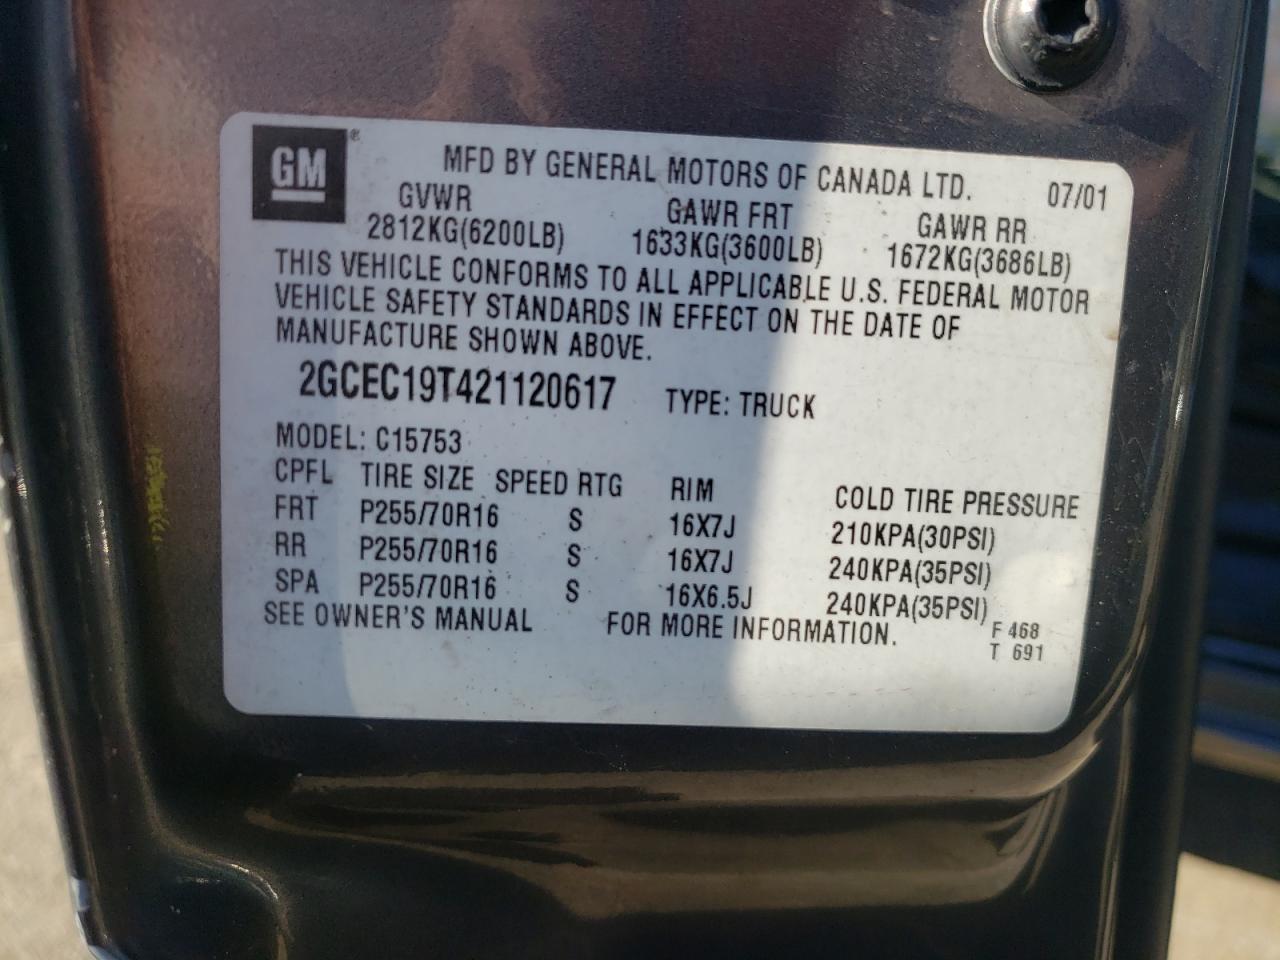 GM ®
MFD BY GENERAL MOTORS OF CANADA LTD. 07/01
GVWR GAWR FRT GAWR RR
2812KG(6200LB) 1633KG(3600LB) 1672KG(3686LB)
THIS VEHICLE CONFORMS TO ALL APPLICABLE U.S. FEDERAL MOTOR
VEHICLE SAFETY STANDARDS IN EFFECT ON THE DATE OF
MANUFACTURE SHOWN ABOVE.
2GCEC19T421120617 TYPE: TRUCK
MODEL: C15753
CPFL TIRE SIZE SPEED RTG RIM COLD TIRE PRESSURE
FRT P255/70R16 S 16X7J 210KPA(30PSI)
RR P255/70R16 S 16X7J 240KPA(35PSI)
SPA P255/70R16 S 16X6.5J 240KPA(35PSI)
SEE OWNER'S MANUAL FOR MORE INFORMATION. F 468
T 691